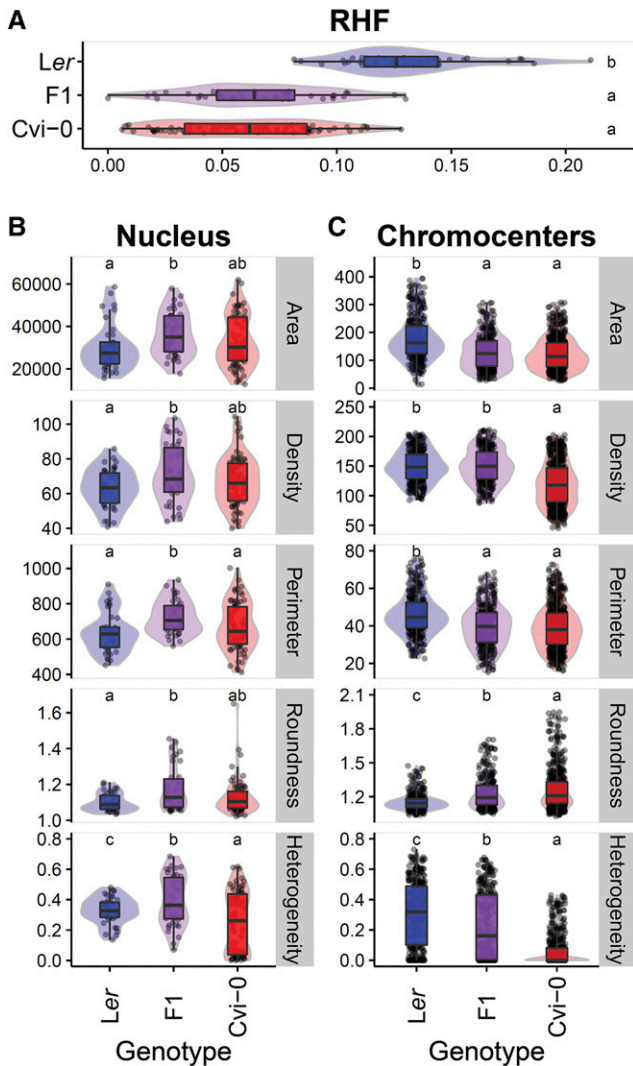 A
RHF
Ler b
F1 a
Cvi-0 a
0.00 0.05 0.10 0.15 0.20
B
Nucleus
a b ab
60000
40000
20000
Area
a b ab
100
80
60
40
Density
a b a
1000
800
600
400
Perimeter
a b ab
1.6
1.4
1.2
1.0
Roundness
c b a
0.8
0.6
0.4
0.2
0.0
Heterogeneity
Ler F1 Cvi-0
Genotype
C
Chromocenters
b a a
400
300
200
100
0
Area
b b a
250
200
150
100
50
Density
b a a
80
60
40
20
Perimeter
c b a
2.1
1.8
1.5
1.2
Roundness
c b a
0.8
0.6
0.4
0.2
0.0
Heterogeneity
Ler F1 Cvi-0
Genotype